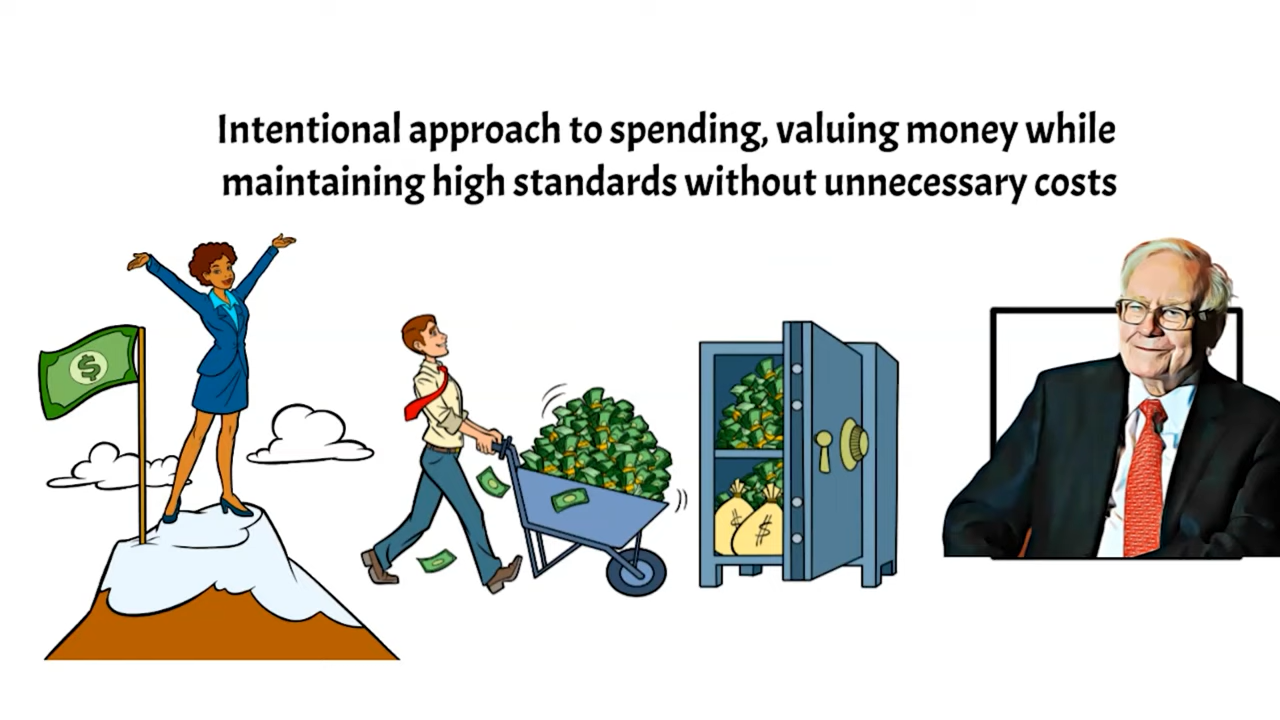 Intentional approach to spending, valuing money while
maintaining high standards without unnecessary costs
$
$
$